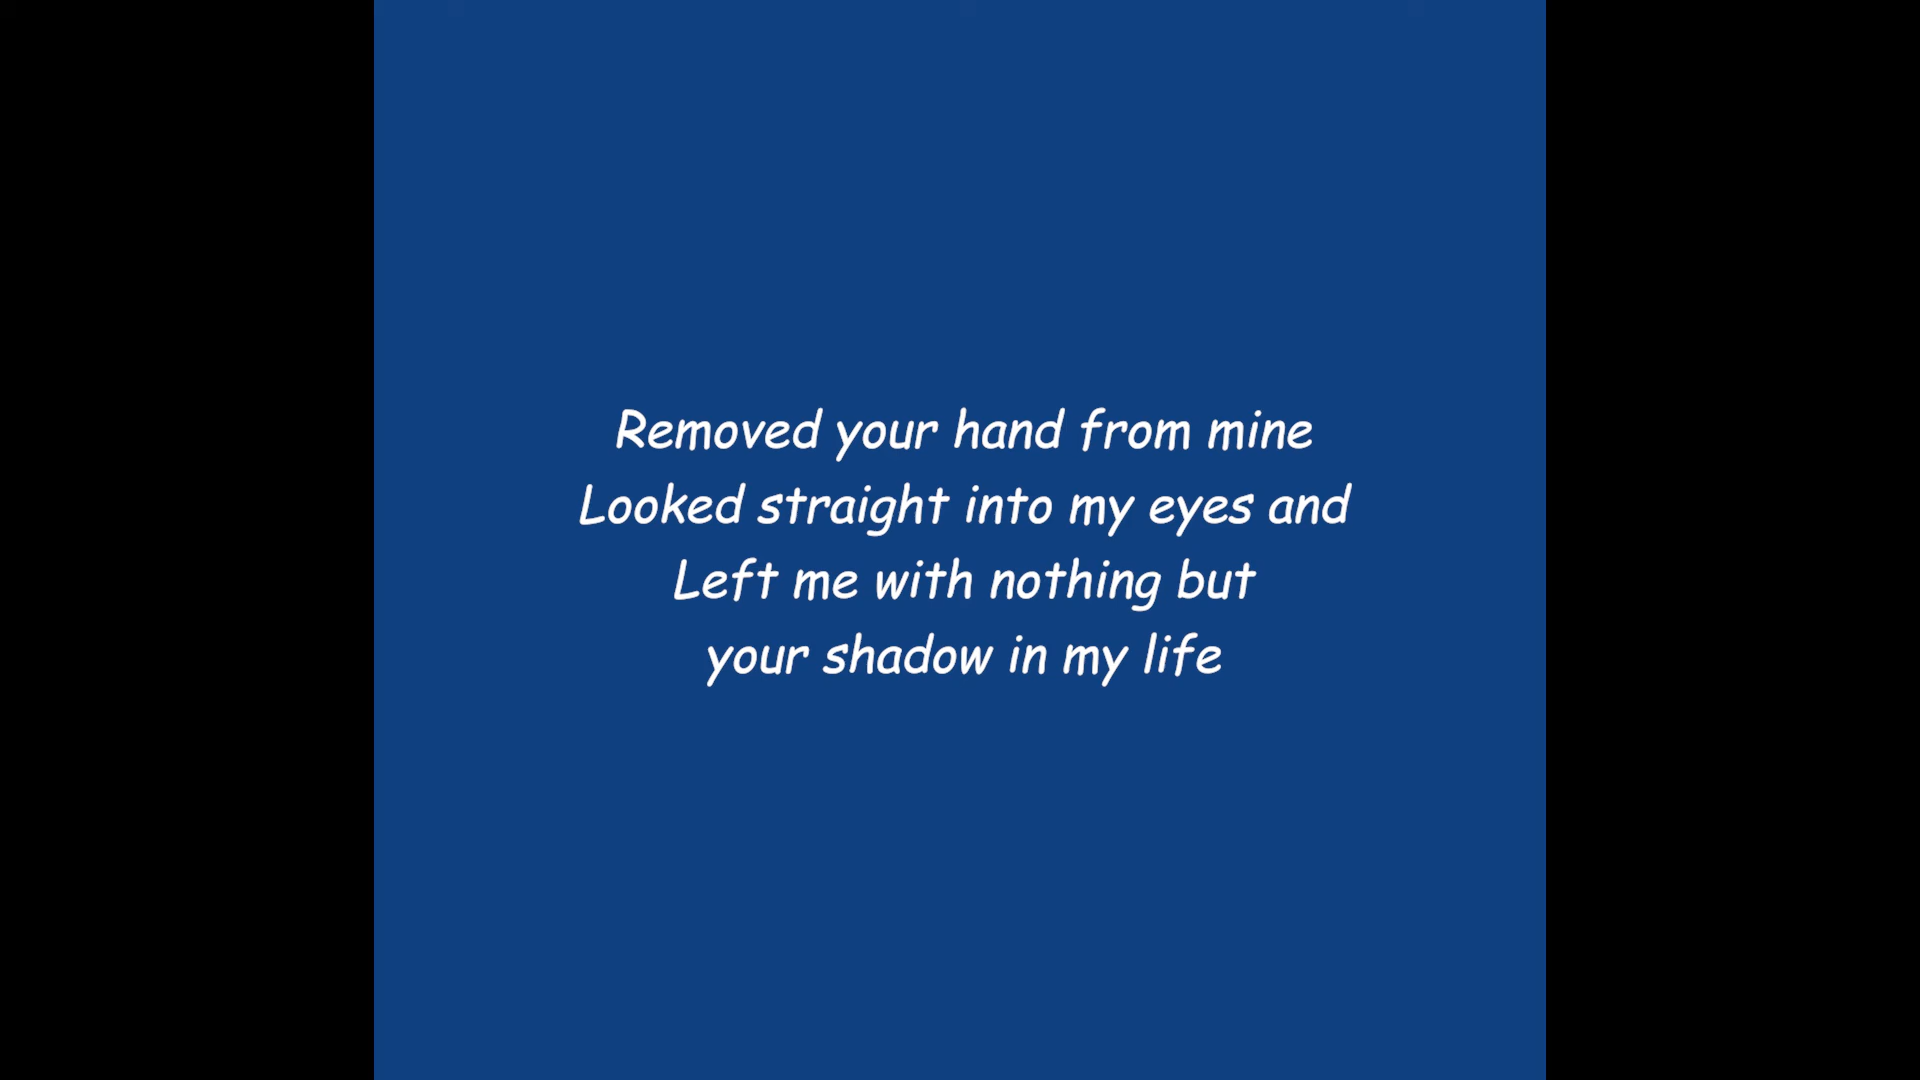 Removed your hand from mine
Looked straight into my eyes and
Left me with nothing but
your shadow in my life